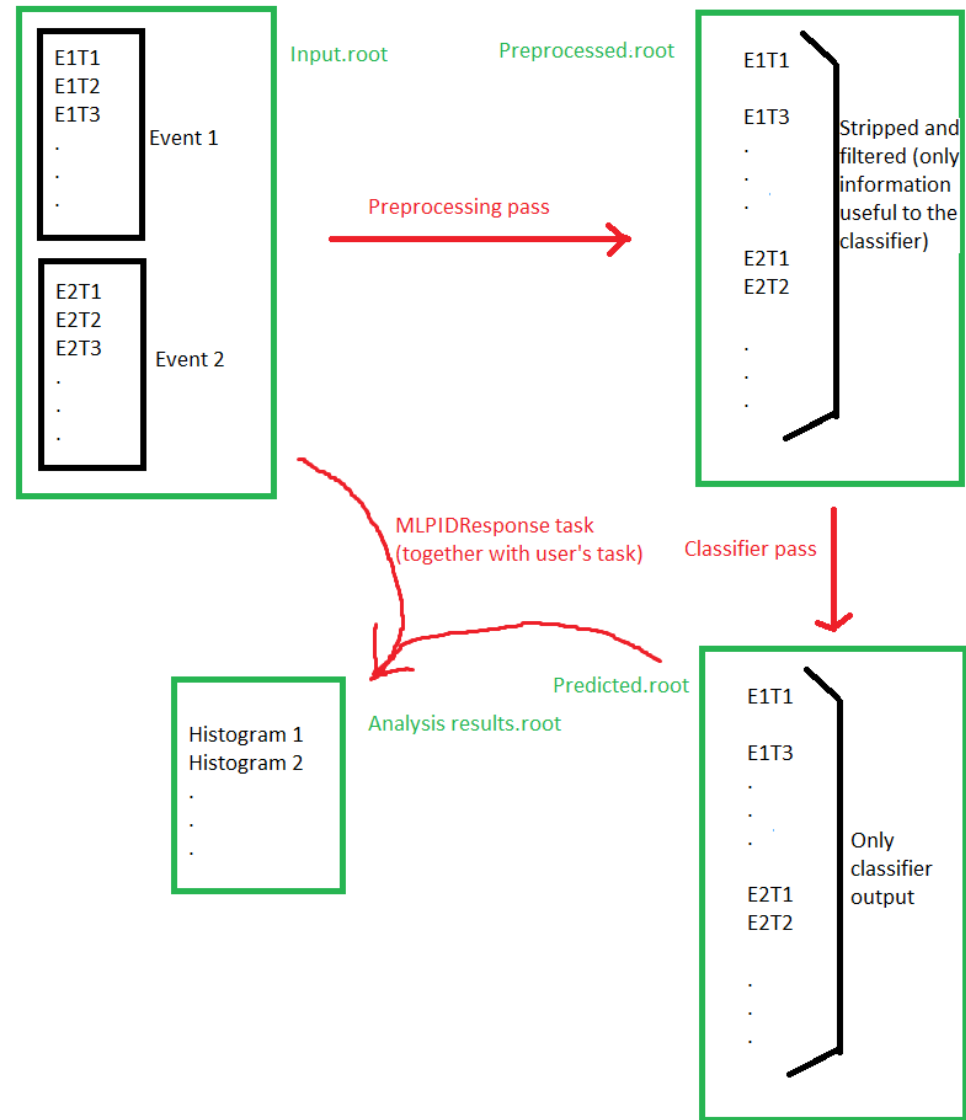 Input.root
E1T1
E1T2
E1T3
.
.
.
Event 1
E2T1
E2T2
E2T3
.
.
.
Event 2
Preprocessing pass
Preprocessed.root
E1T1
E1T3
.
.
.
E2T1
E2T2
.
.
.
Stripped and
filtered (only
information
useful to the
classifier)
MLPIDResponse task
(together with user's task)
Classifier pass
Predicted.root
E1T1
E1T3
.
.
.
E2T1
E2T2
.
.
.
Only
classifier
output
Analysis results.root
Histogram 1
Histogram 2
.
.
.